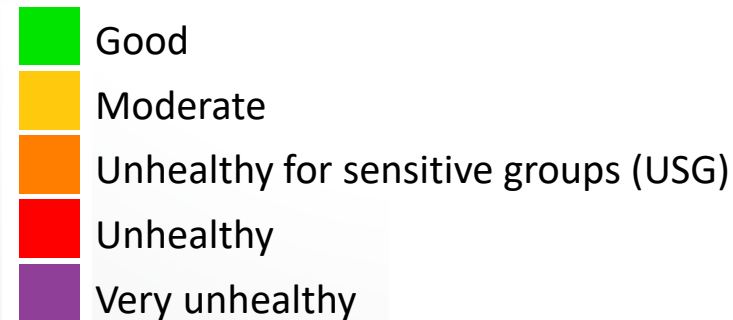 Good
Moderate
Unhealthy for sensitive groups (USG)
Unhealthy
Very unhealthy